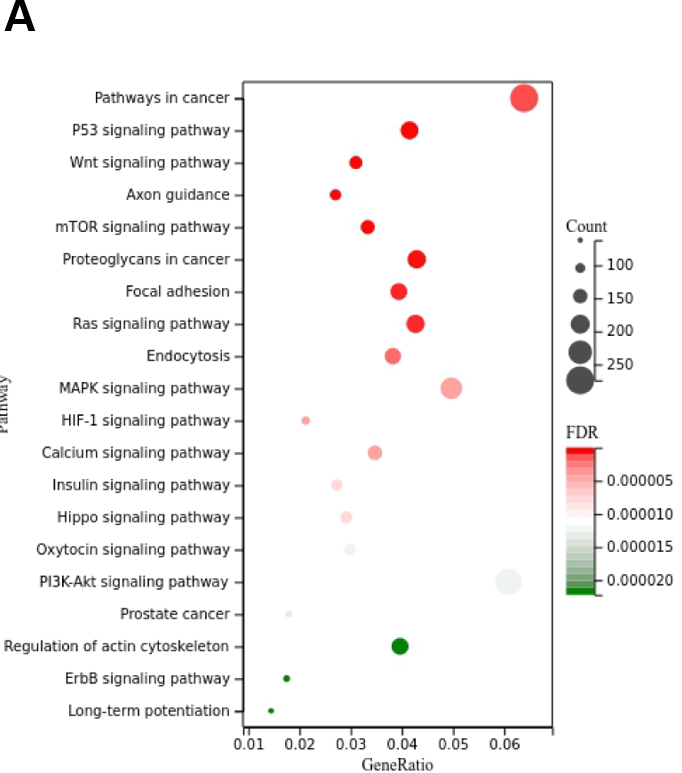 A
Pathways in cancer
P53 signaling pathway
Wnt signaling pathway
Axon guidance
mTOR signaling pathway
Proteoglycans in cancer
Focal adhesion
Ras signaling pathway
Endocytosis
MAPK signaling pathway
HIF-1 signaling pathway
Calcium signaling pathway
Insulin signaling pathway
Hippo signaling pathway
Oxytocin signaling pathway
PI3K-Akt signaling pathway
Prostate cancer
Regulation of actin cytoskeleton
ErbB signaling pathway
Long-term potentiation
Pathway
0.01 0.02 0.03 0.04 0.05 0.06
GeneRatio
Count
100
150
200
250
FDR
0.000005
0.000010
0.000015
0.000020